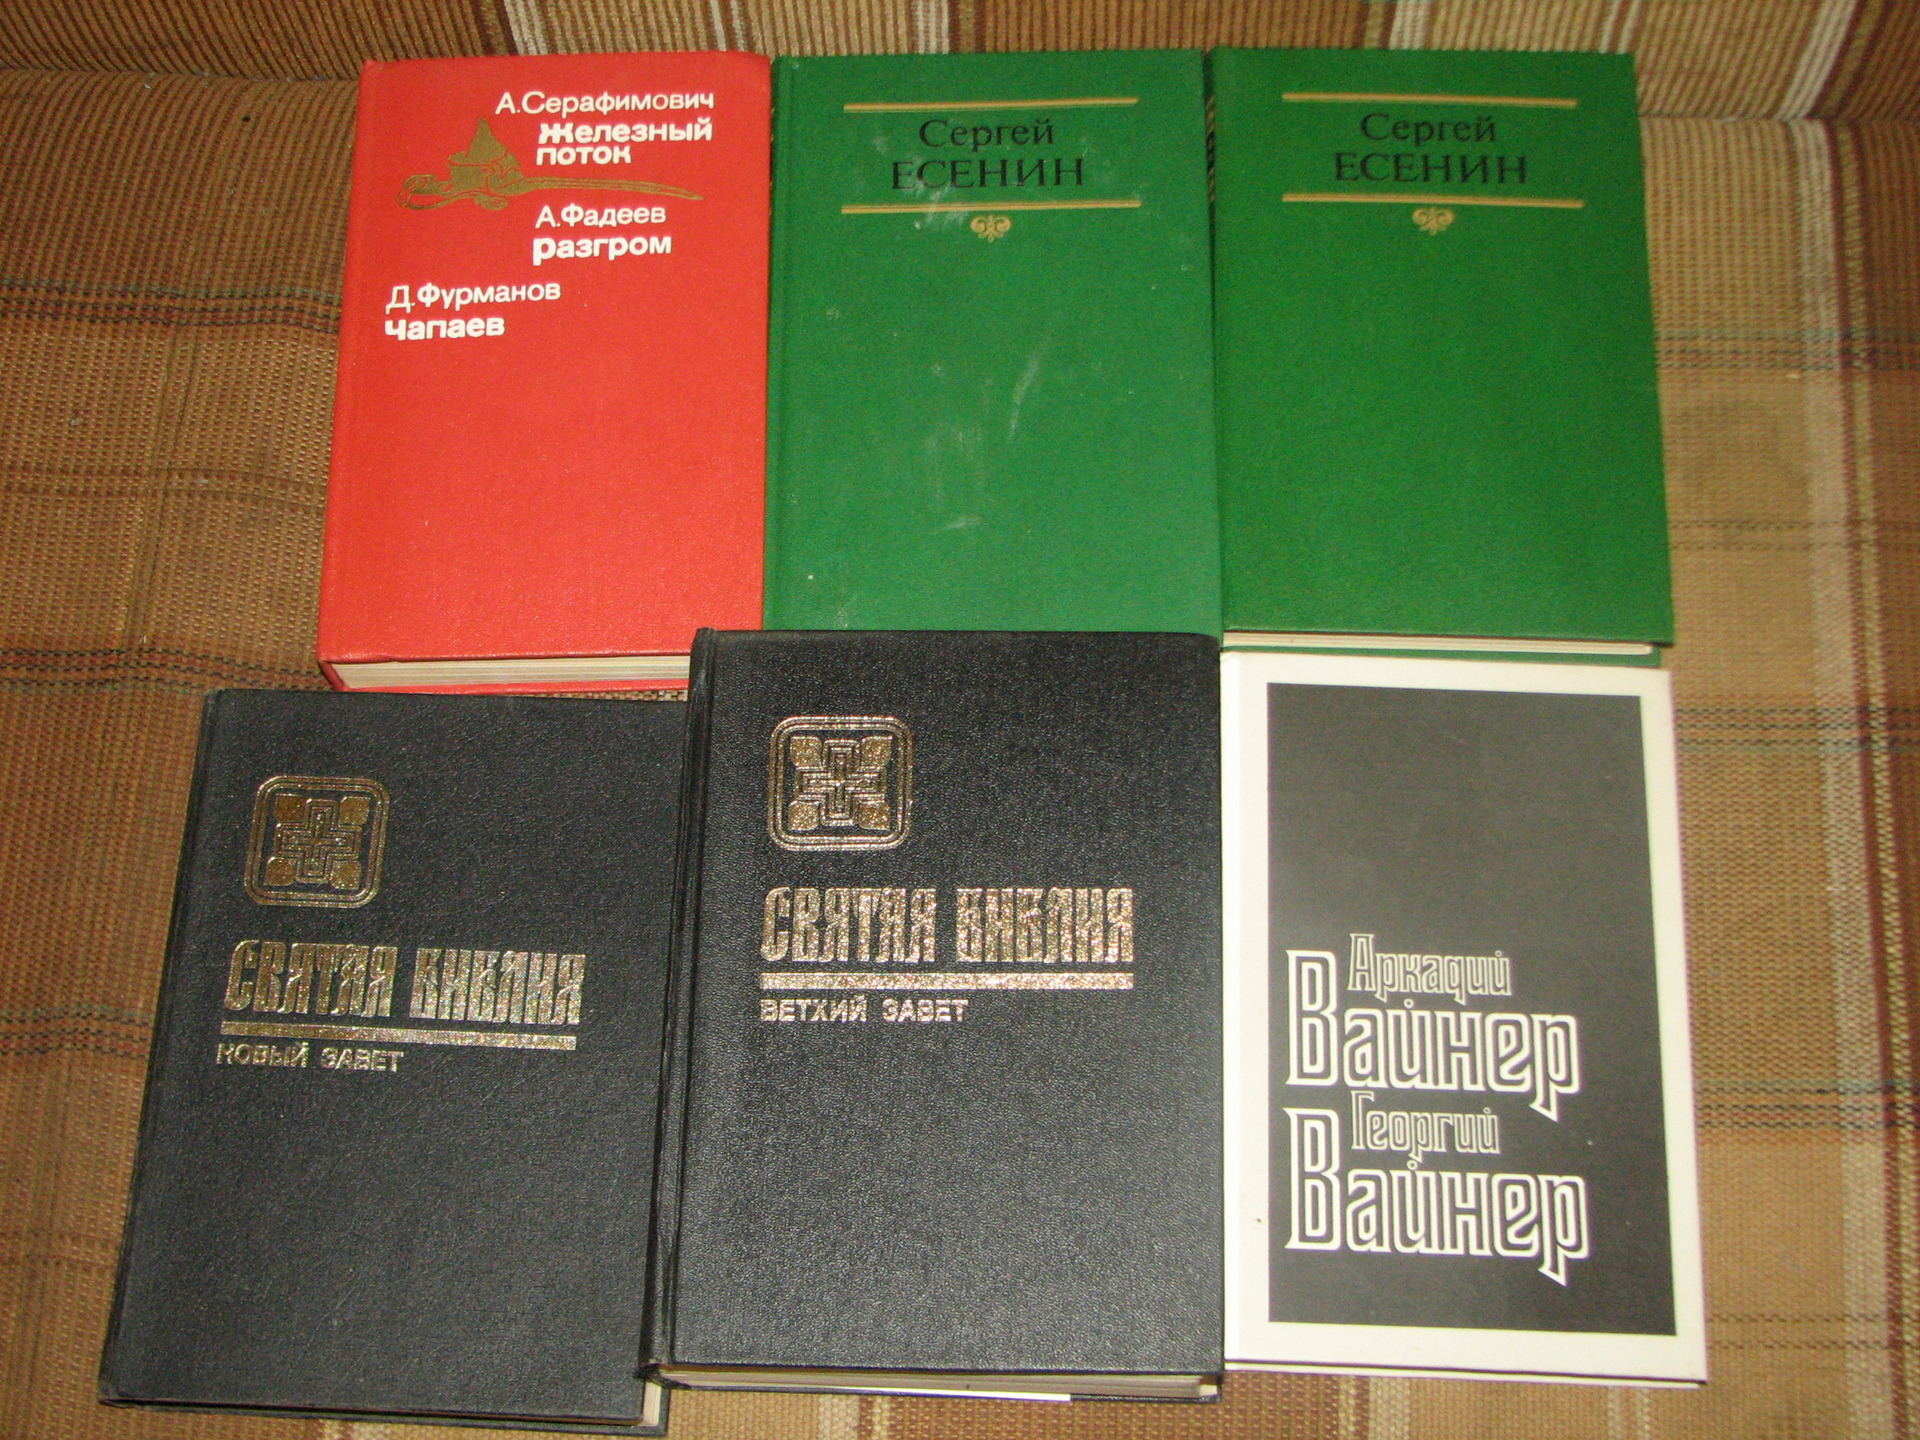 А.Серафимович
Железный
поток
А.Фадеев
Разгром
Д.Фурманов
Чапаев
Сергей
ЕСЕНИН
Сергей
ЕСЕНИН
СВЯТАЯ БИБЛИЯ
НОВЫЙ ЗАВЕТ
СВЯТАЯ БИБЛИЯ
ВЕТХИЙ ЗАВЕТ
Аркадий
Вайнер
Георгий
Вайнер